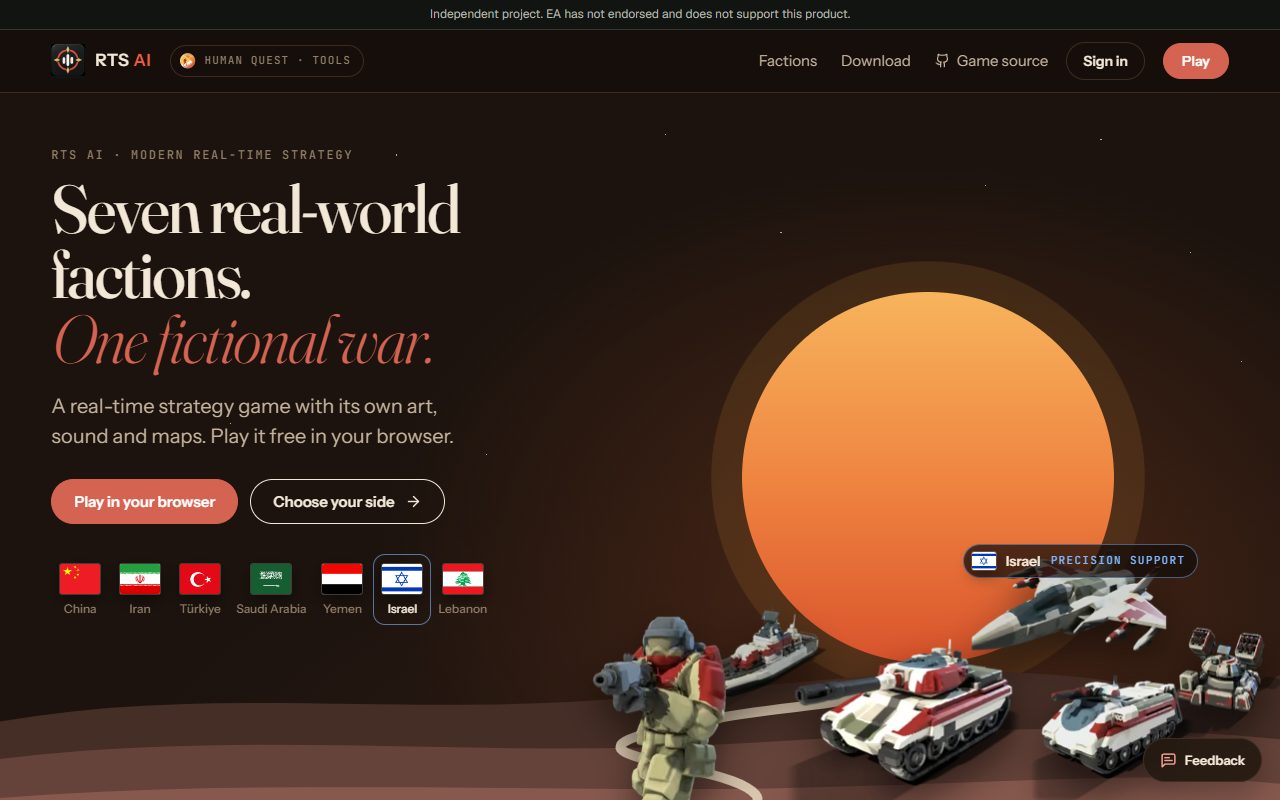 Independent project. EA has not endorsed and does not support this product.
RTS AI
HUMAN QUEST · TOOLS
Factions
Download
Game source
Sign in
Play
RTS AI · MODERN REAL-TIME STRATEGY
Seven real-world
factions.
One fictional war.
A real-time strategy game with its own art,
sound and maps. Play it free in your browser.
Play in your browser
Choose your side →
Israel PRECISION SUPPORT
China
Iran
Türkiye
Saudi Arabia
Yemen
Israel
Lebanon
Feedback